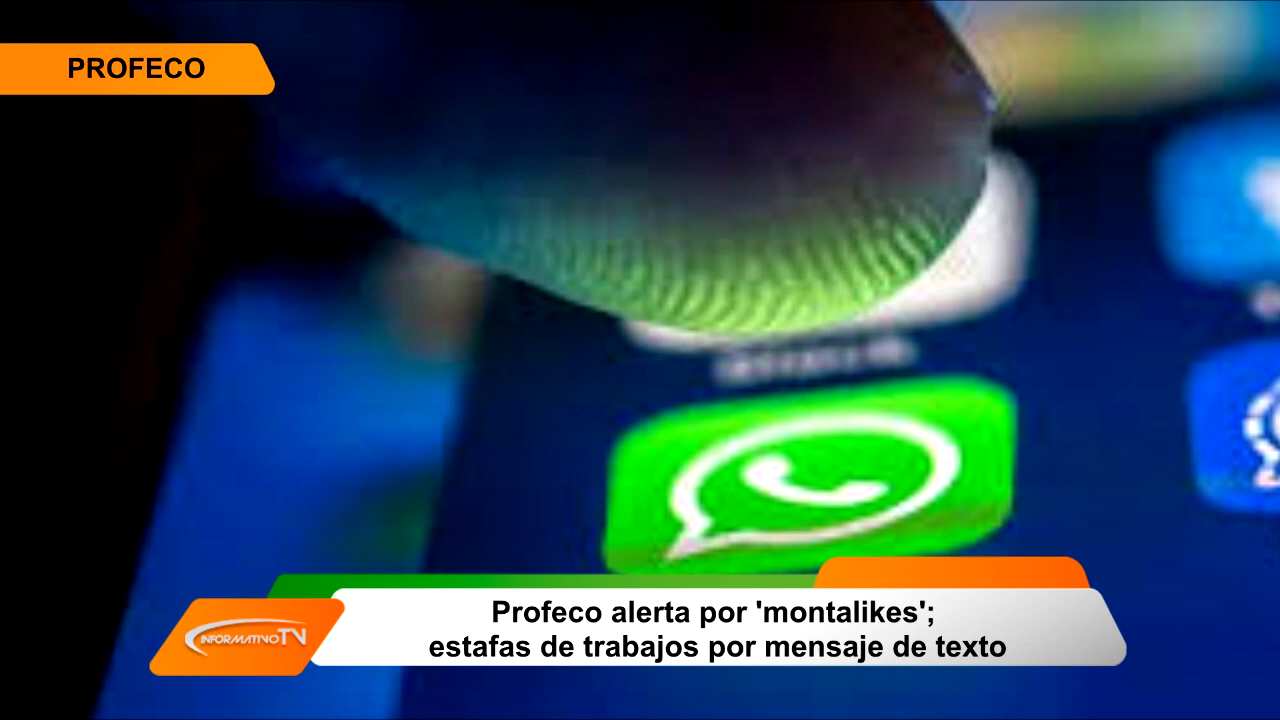 PROFECO
Profeco alerta por 'montalikes';
estafas de trabajos por mensaje de texto
INFORMATIVO TV